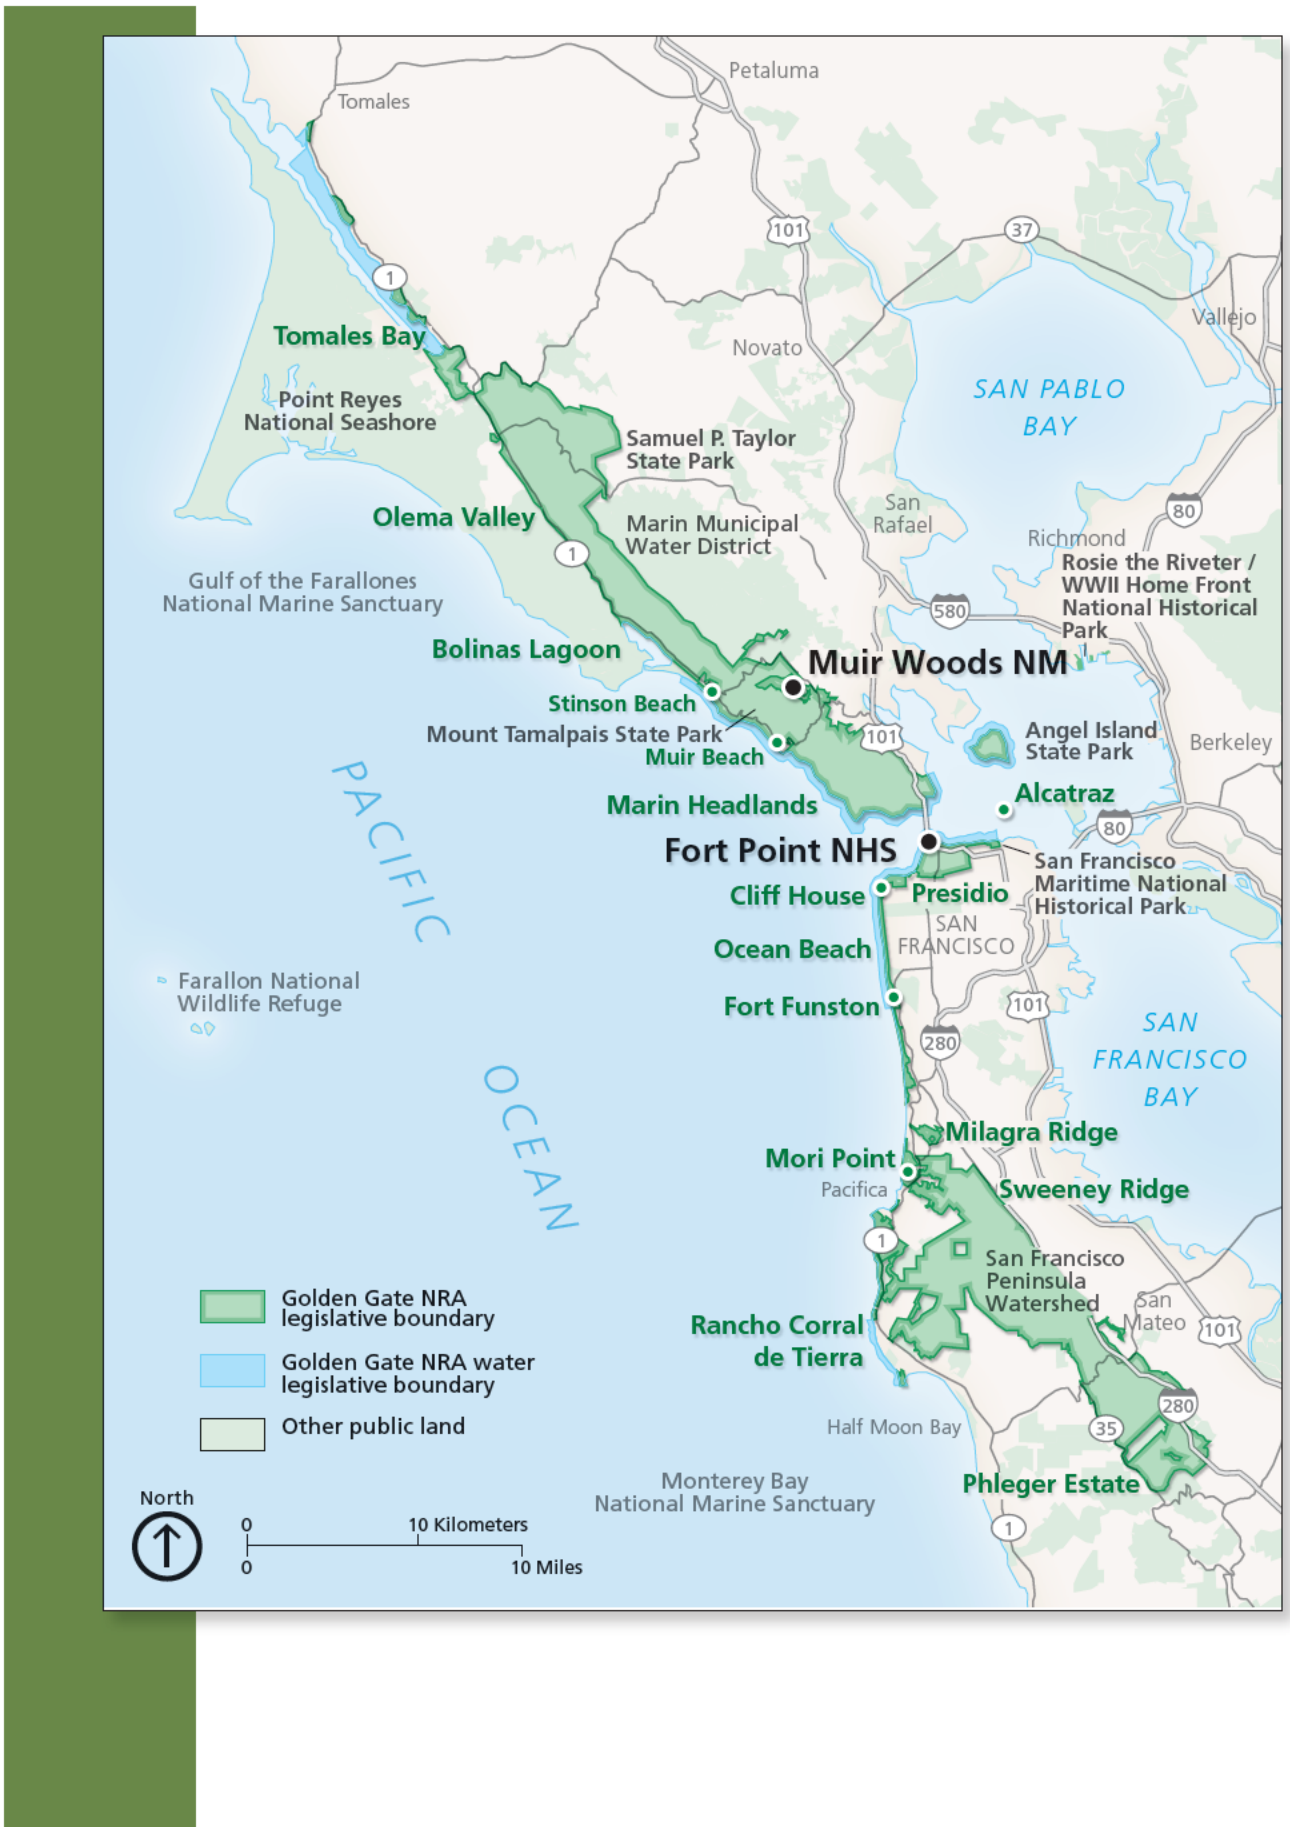 Petaluma
Tomales
101
37
1
Vallejo
Tomales Bay
Novato
SAN PABLO
BAY
Point Reyes
National Seashore
Samuel P. Taylor
State Park
Olema Valley
Marin Municipal
Water District
San
Rafael
80
Richmond
1
Rosie the Riveter /
WWII Home Front
National Historical
Park
Gulf of the Farallones
National Marine Sanctuary
580
Bolinas Lagoon
Muir Woods NM
Stinson Beach
Mount Tamalpais State Park
Muir Beach
101
Angel Island
State Park
Berkeley
PACIFIC
Marin Headlands
Alcatraz
80
Fort Point NHS
San Francisco
Maritime National
Historical Park
Cliff House
Presidio
SAN
FRANCISCO
Ocean Beach
Farallon National
Wildlife Refuge
Fort Funston
101
280
SAN
FRANCISCO
BAY
OCEAN
Milagra Ridge
Mori Point
Pacifica
Sweeney Ridge
1
San Francisco
Peninsula
Watershed
San
Mateo
101
Golden Gate NRA
legislative boundary
Rancho Corral
de Tierra
Golden Gate NRA water
legislative boundary
280
Other public land
Half Moon Bay
35
Monterey Bay
National Marine Sanctuary
Phleger Estate
North
0
10 Kilometers
1
0
10 Miles